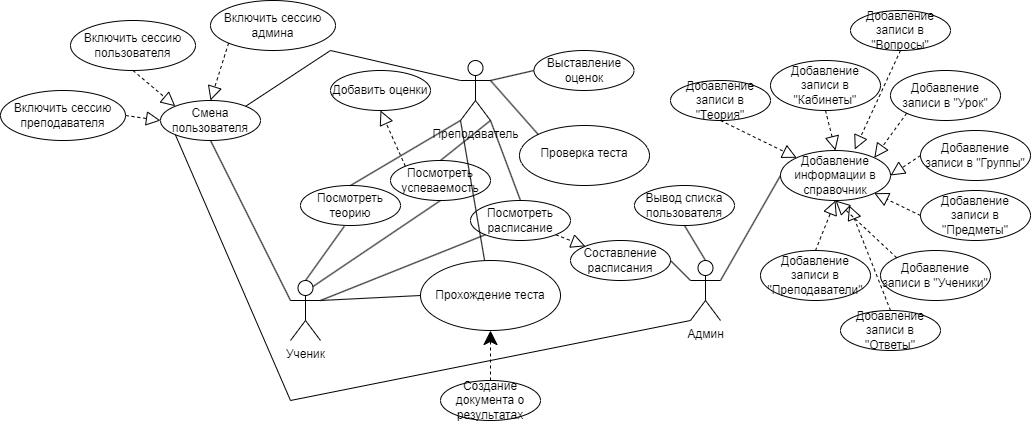 Включить сессию
админа
Включить сессию
пользователя
Включить сессию
преподавателя
Смена
пользователя
Добавить оценки
Выставление
оценок
Преподаватель
Проверка теста
Посмотреть
успеваемость
Посмотреть
теорию
Посмотреть
расписание
Составление
расписания
Вывод списка
пользователя
Прохождение теста
Ученик
Админ
Создание
документа о
результатах
Добавление
записи в
"Вопросы"
Добавление
записи в
"Кабинеты"
Добавление
записи в
"Теория"
Добавление
записи в "Урок"
Добавление
записи в "Группы"
Добавление
информации в
справочник
Добавление
записи в
"Предметы"
Добавление
записи в
"Преподаватели"
Добавление
записи в "Ученики"
Добавление
записи в
"Ответы"